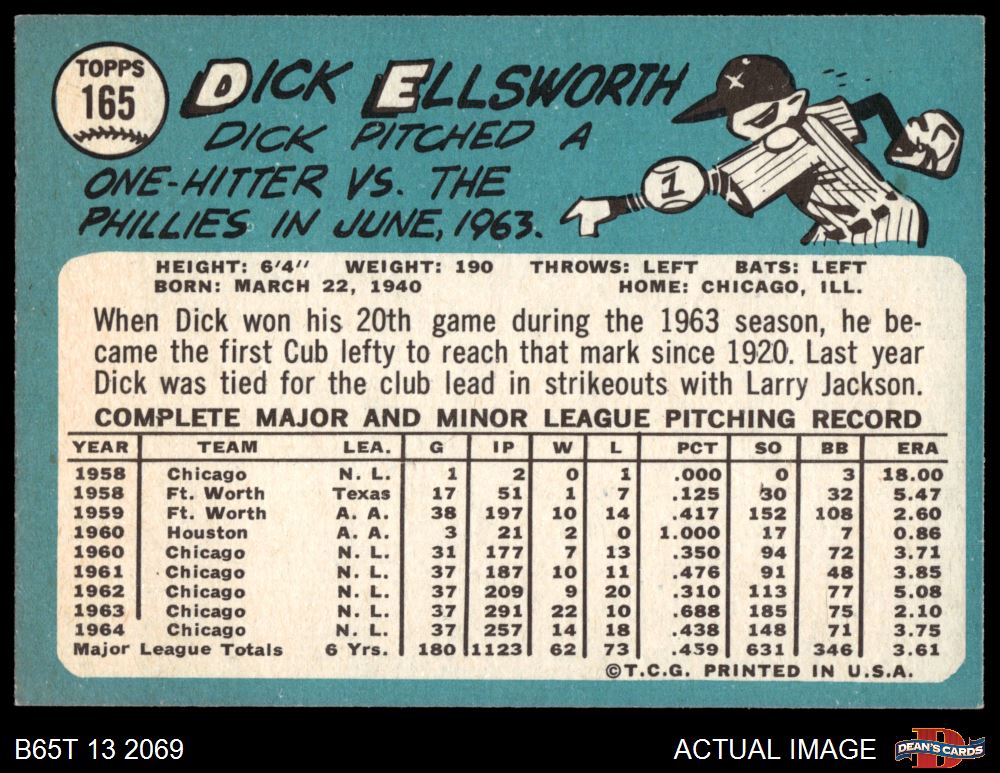 TOPPS
165
DICK ELLSWORTH
DICK PITCHED A
ONE-HITTER VS. THE
PHILLIES IN JUNE, 1963.
1
HEIGHT: 6'4" WEIGHT: 190 THROWS: LEFT BATS: LEFT
BORN: MARCH 22, 1940 HOME: CHICAGO, ILL.
When Dick won his 20th game during the 1963 season, he be-
came the first Cub lefty to reach that mark since 1920. Last year
Dick was tied for the club lead in strikeouts with Larry Jackson.
COMPLETE MAJOR AND MINOR LEAGUE PITCHING RECORD
YEAR TEAM LEA. G IP W L PCT SO BB ERA
1958 Chicago N. L. 1 2 0 1 .000 0 3 18.00
1958 Ft. Worth Texas 17 51 1 7 .125 30 32 5.47
1959 Ft. Worth A. A. 38 197 10 14 .417 152 108 2.60
1960 Houston A. A. 3 21 2 0 1.000 17 7 0.86
1960 Chicago N. L. 31 177 7 13 .350 94 72 3.71
1961 Chicago N. L. 37 187 10 11 .476 91 48 3.85
1962 Chicago N. L. 37 209 9 20 .310 113 77 5.08
1963 Chicago N. L. 37 291 22 10 .688 185 75 2.10
1964 Chicago N. L. 37 257 14 18 .438 148 71 3.75
Major League Totals 6 Yrs. 180 1123 62 73 .459 631 346 3.61
©T.C.G. PRINTED IN U.S.A.
B65T 13 2069 ACTUAL IMAGE
D
DEAN'S CARDS